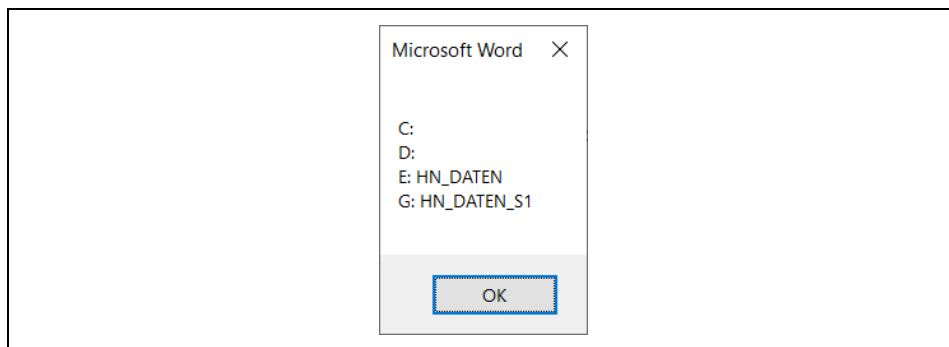 Microsoft Word
C:
D:
E: HN_DATEN
G: HN_DATEN_S1
OK